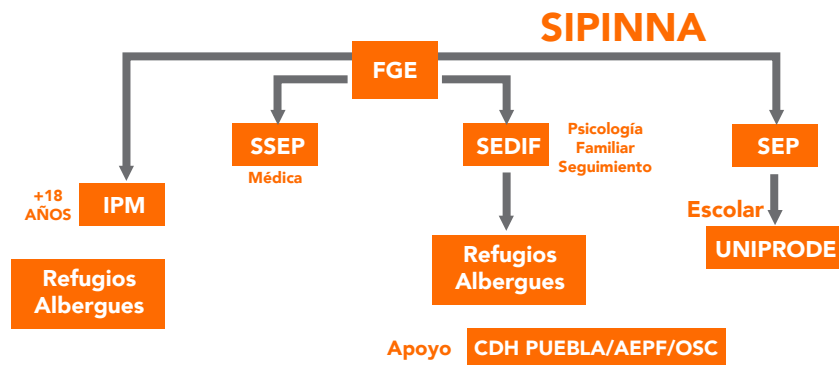 SIPINNA
FGE
SSEP
Médica
SEDIF
Psicología
Familiar
Seguimiento
SEP
+18
AÑOS
IPM
Escolar
UNIPRODE
Refugios
Albergues
Refugios
Albergues
Apoyo
CDH PUEBLA/AEPF/OSC